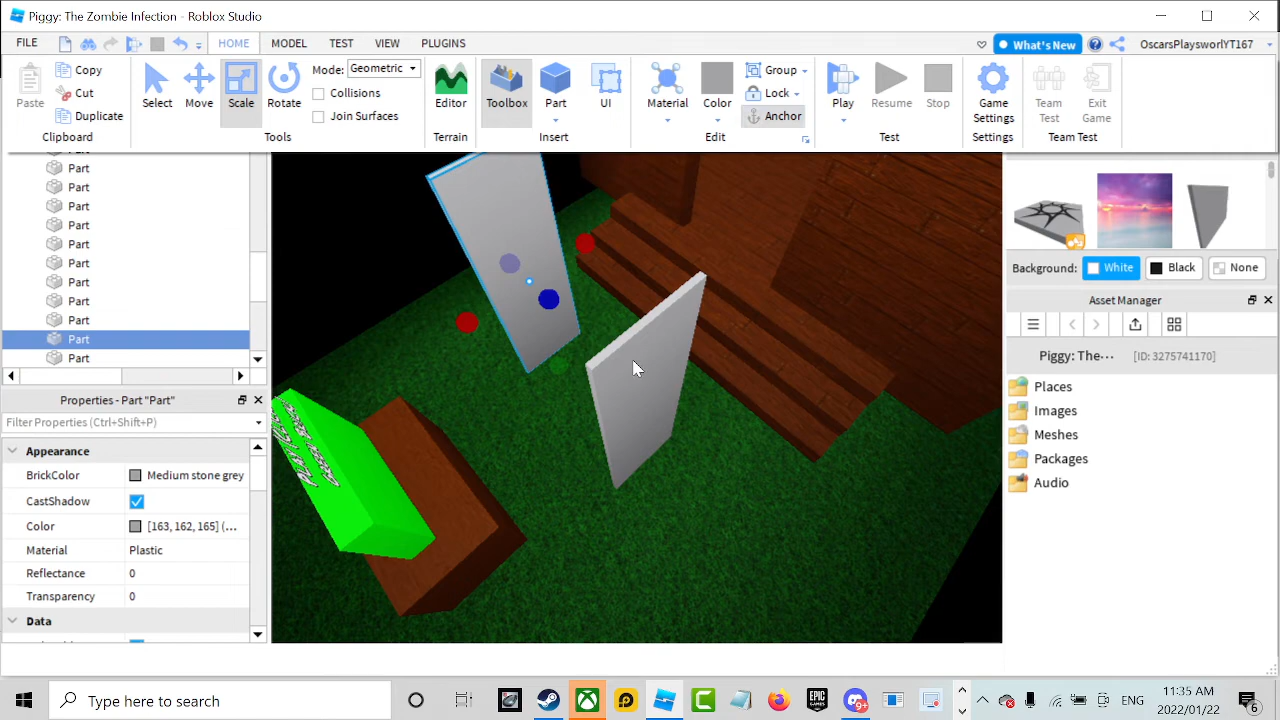 Piggy: The Zombie Infection - Roblox Studio
FILE HOME MODEL TEST VIEW PLUGINS What's New OscarsPlaysworlYT167
Paste Copy Cut Duplicate Clipboard
Select Move Scale Rotate Mode: Geometric Collisions Join Surfaces Tools
Editor Terrain
Toolbox Part UI Insert
Material Color Group Lock Anchor Edit
Play Resume Stop Test
Game Settings Settings
Team Test Exit Game Team Test
Part
Part
Part
Part
Part
Part
Part
Part
Part
Part
Part
Properties - Part "Part"
Filter Properties (Ctrl+Shift+P)
Appearance
BrickColor Medium stone grey
CastShadow
Color [163, 162, 165] (...
Material Plastic
Reflectance 0
Transparency 0
Data
Background: White Black None
Asset Manager
Piggy: The··· [ID: 3275741170]
Places
Images
Meshes
Packages
Audio
Type here to search
ENG 11:35 AM 2022/01/22 6